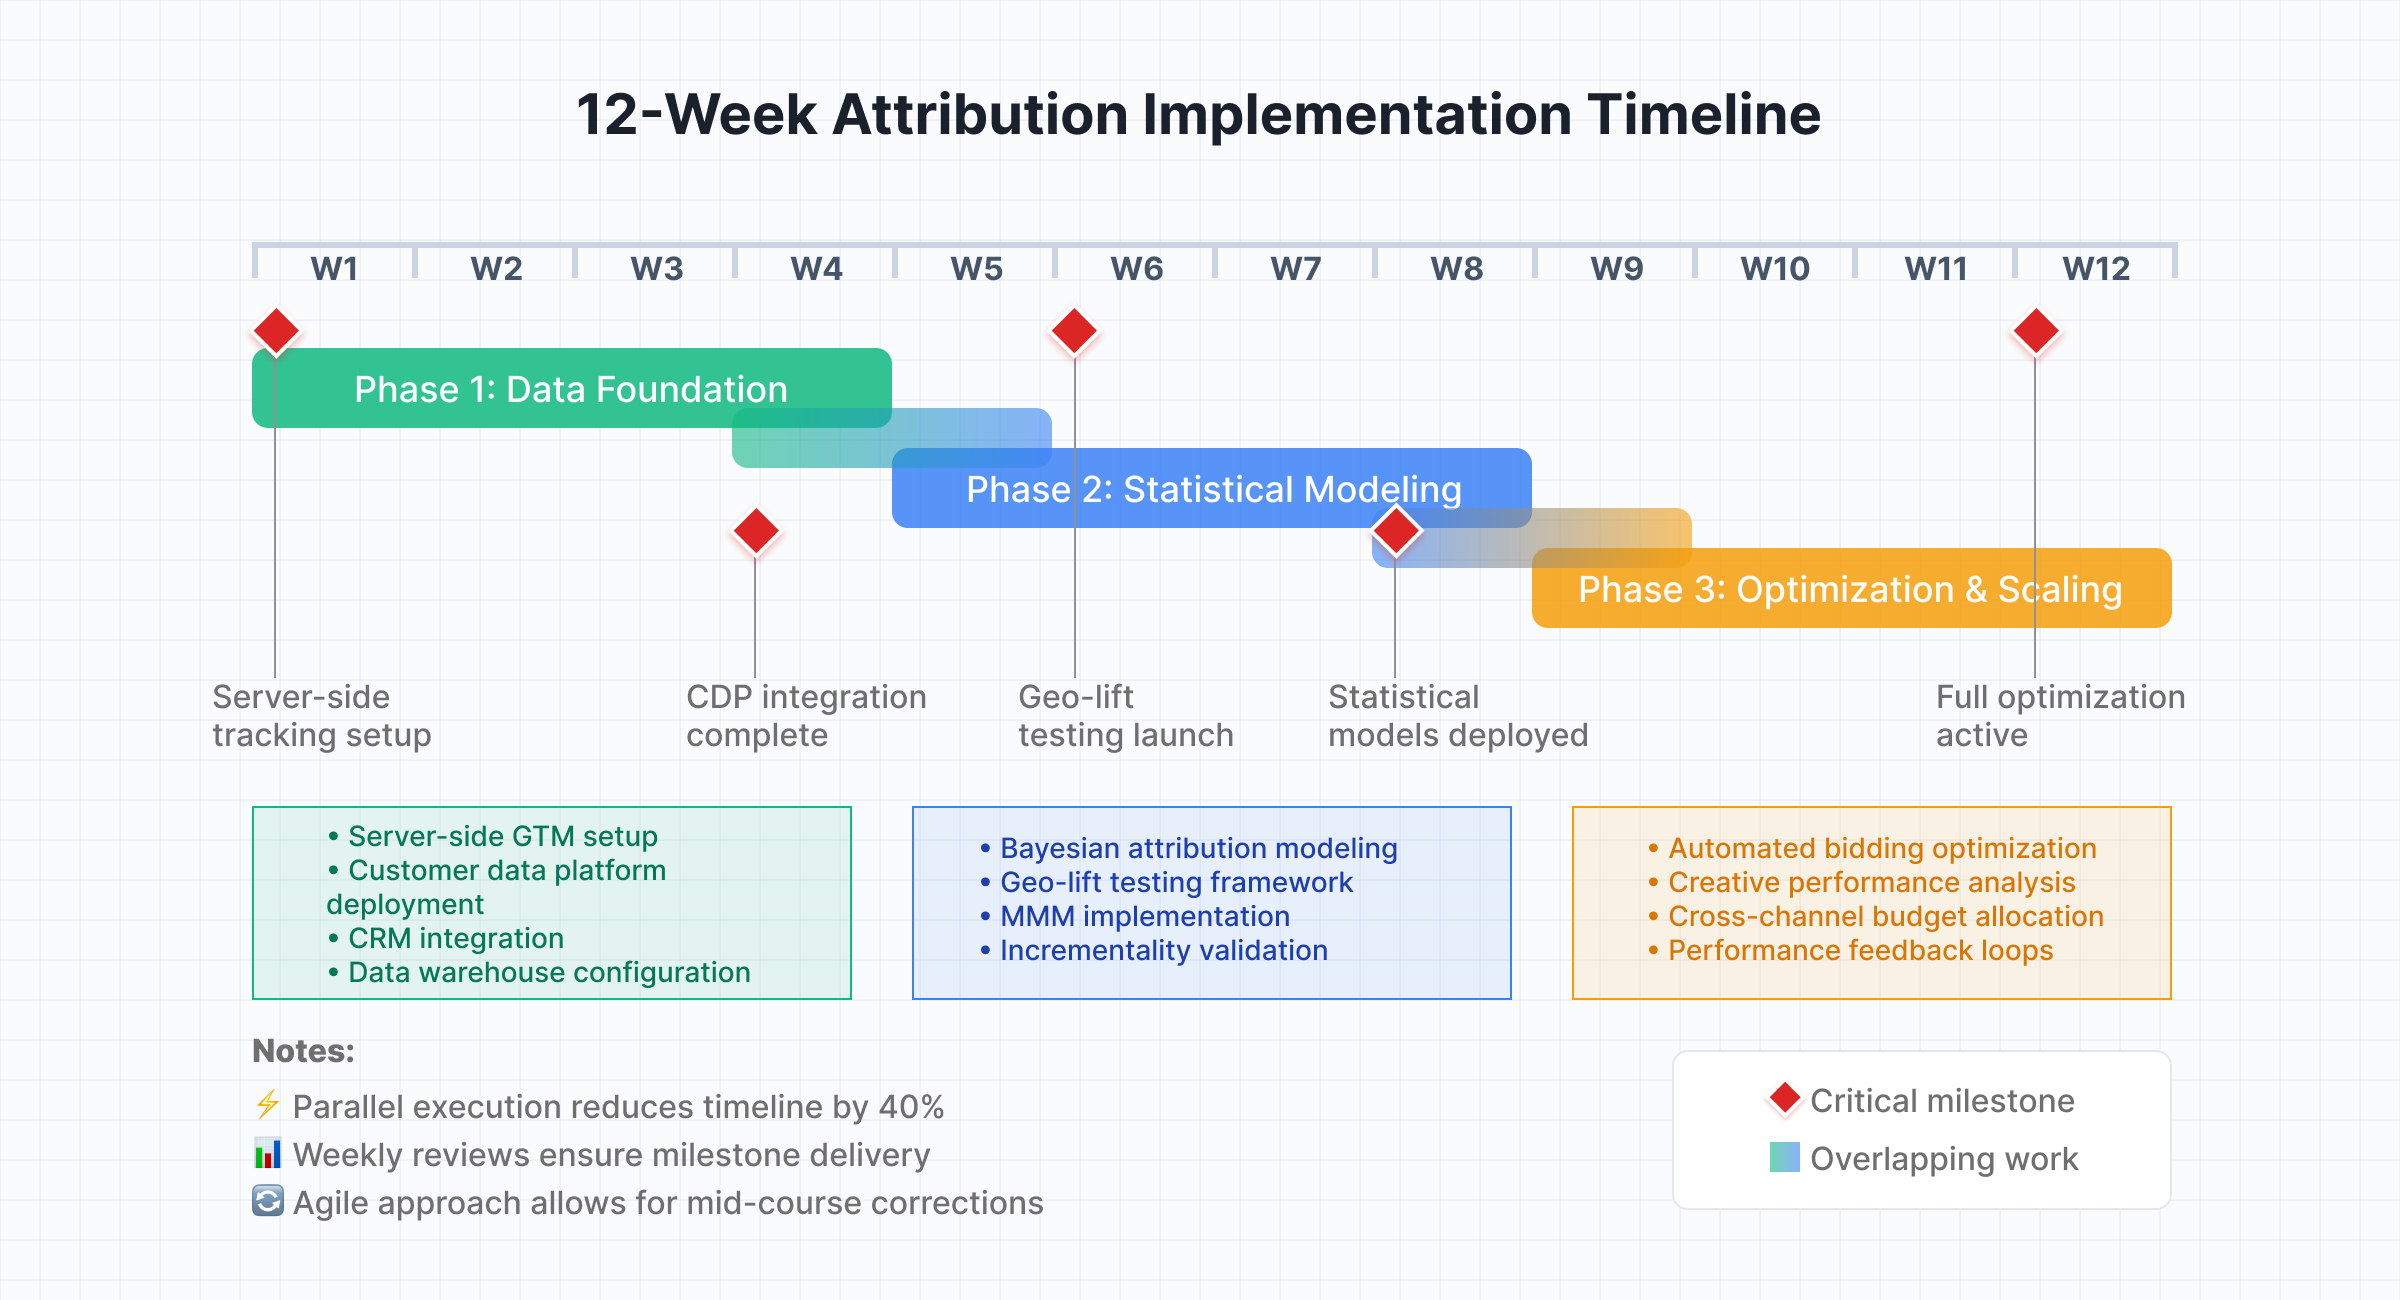 12-Week Attribution Implementation Timeline
W1 W2 W3 W4 W5 W6 W7 W8 W9 W10 W11 W12
Phase 1: Data Foundation
Phase 2: Statistical Modeling
Phase 3: Optimization & Scaling
Server-side
tracking setup
CDP integration
complete
Geo-lift
testing launch
Statistical
models deployed
Full optimization
active
• Server-side GTM setup
• Customer data platform
deployment
• CRM integration
• Data warehouse configuration
• Bayesian attribution modeling
• Geo-lift testing framework
• MMM implementation
• Incrementality validation
• Automated bidding optimization
• Creative performance analysis
• Cross-channel budget allocation
• Performance feedback loops
Notes:
⚡ Parallel execution reduces timeline by 40%
📊 Weekly reviews ensure milestone delivery
🔄 Agile approach allows for mid-course corrections
Critical milestone
Overlapping work